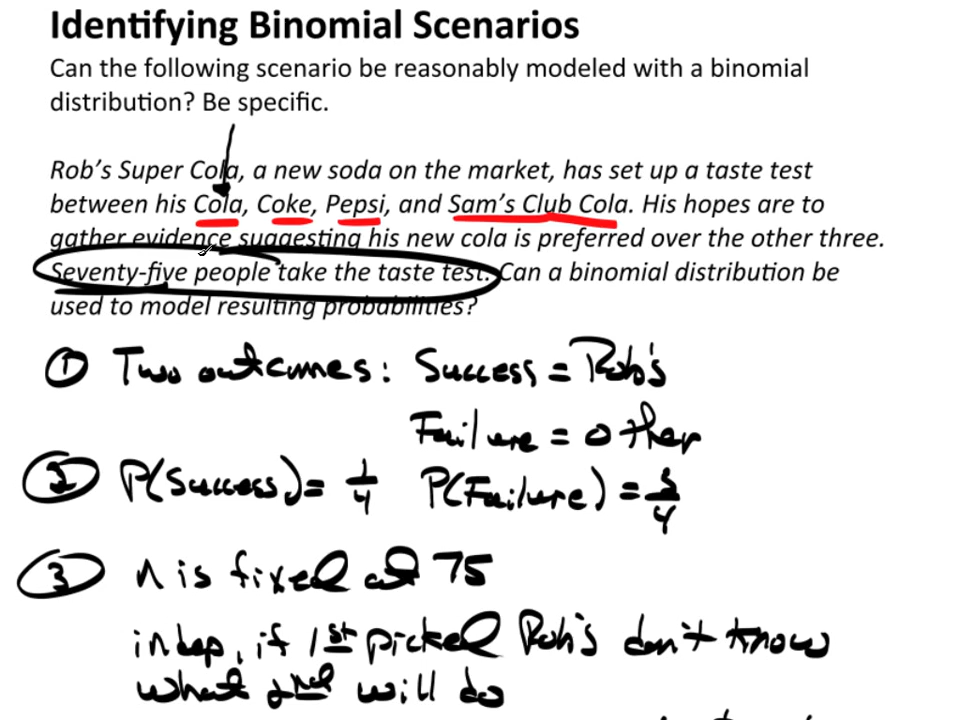 Identifying Binomial Scenarios
Can the following scenario be reasonably modeled with a binomial
distribution? Be specific.
Rob's Super Cola, a new soda on the market, has set up a taste test
between his Cola, Coke, Pepsi, and Sam's Club Cola. His hopes are to
gather evidence suggesting his new cola is preferred over the other three.
Seventy-five people take the taste test. Can a binomial distribution be
used to model resulting probabilities?
① Two outcomes: Success = Rob's
Failure = other
② P(Success) = 1/4 P(Failure) = 3/4
③ n is fixed at 75
indep, if 1st picked Rob's don't know
what 2nd will do